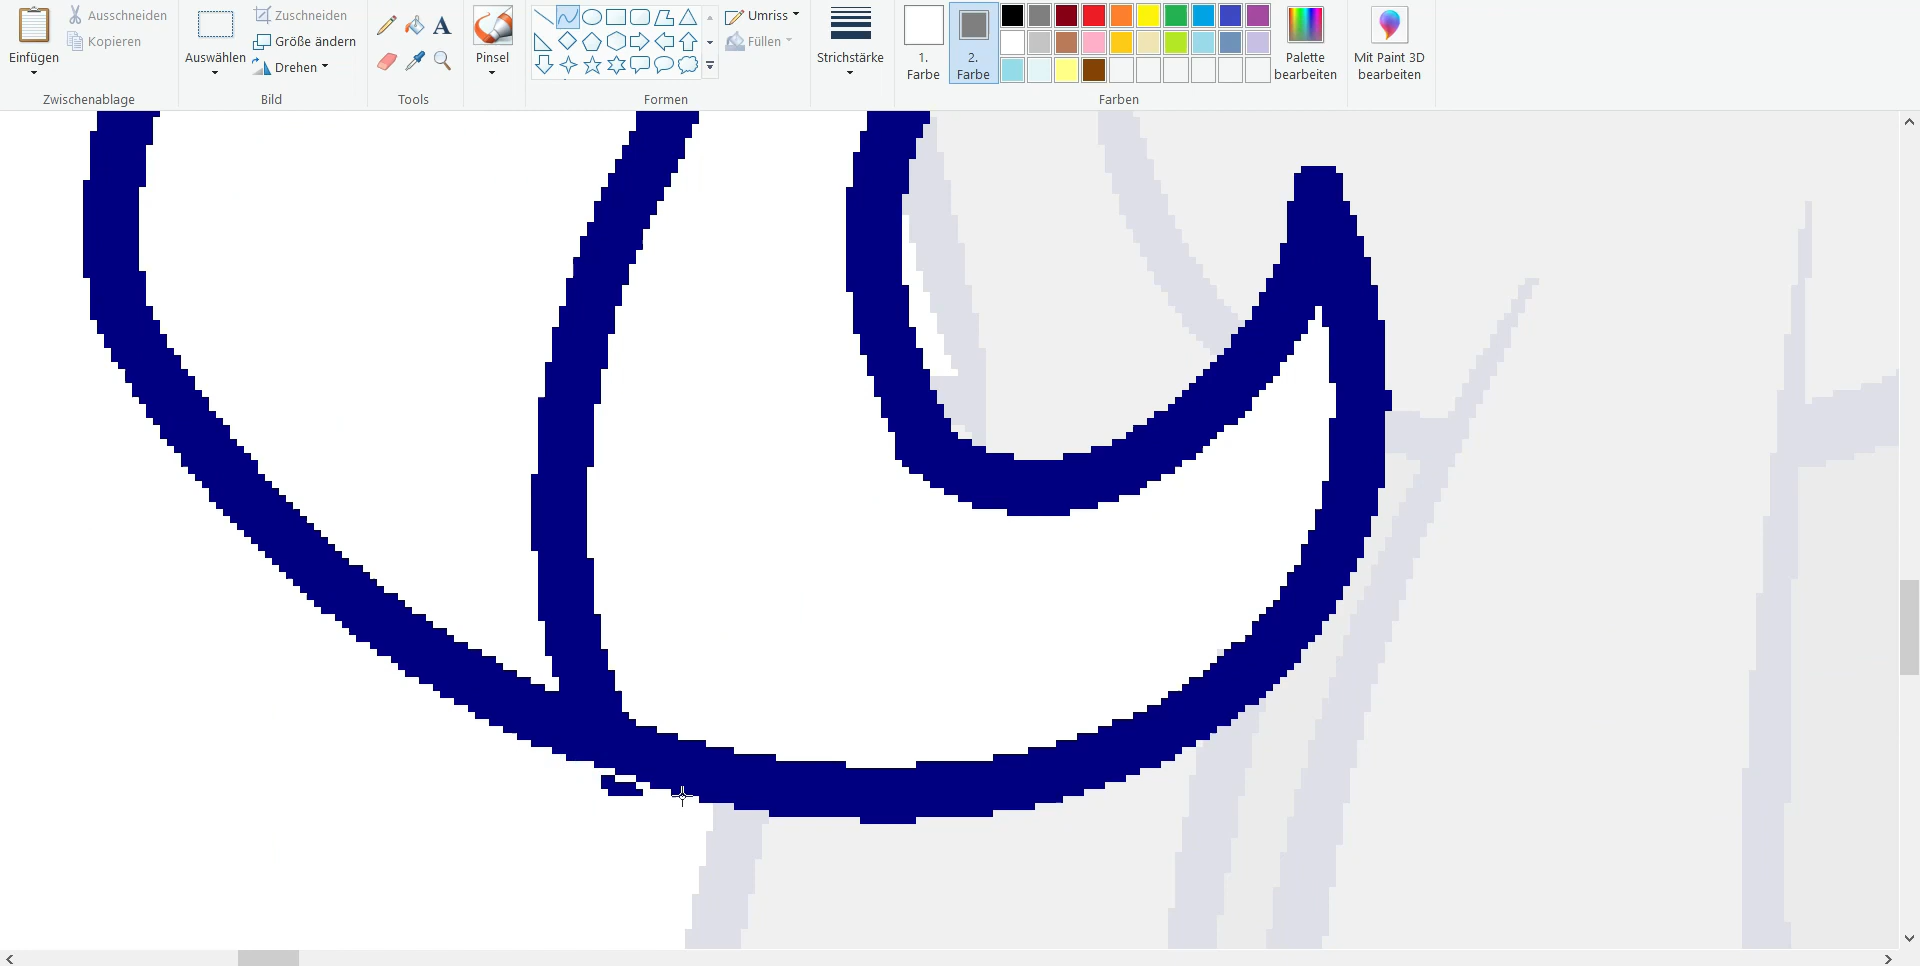 Einfügen
Ausschneiden
Kopieren
Zwischenablage
Auswählen
Zuschneiden
Größe ändern
Drehen
Bild
A
Tools
Pinsel
Umriss
Füllen
Formen
Strichstärke
1.
Farbe
2.
Farbe
Palette
bearbeiten
Farben
Mit Paint 3D
bearbeiten